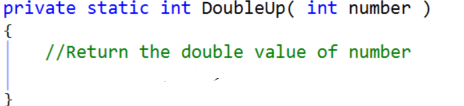 private static int DoubleUp( int number )
{
//Return the double value of number
}